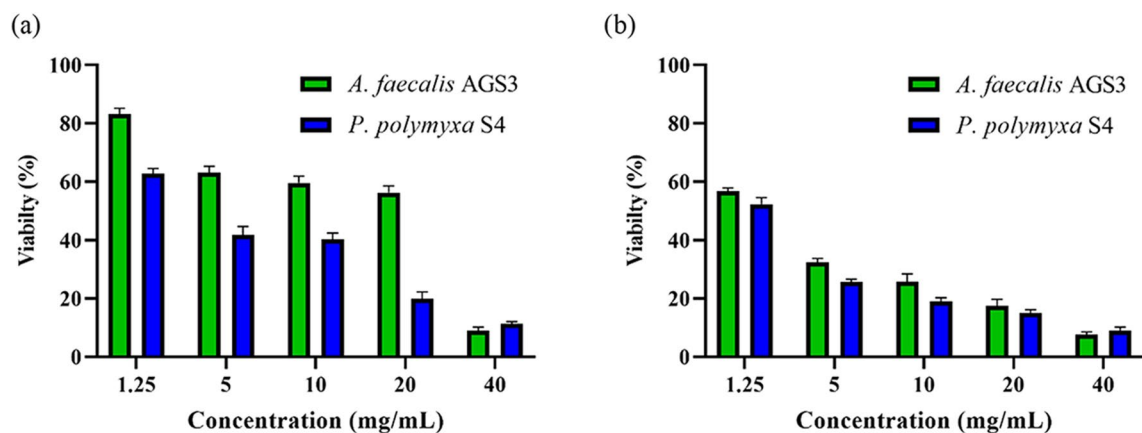 (a)
100
80
60
40
20
0
Viabilty (%)
A. faecalis AGS3
P. polymyxa S4
1.25 5 10 20 40
Concentration (mg/mL)
(b)
100
80
60
40
20
0
Viabilty (%)
A. faecalis AGS3
P. polymyxa S4
1.25 5 10 20 40
Concentration (mg/mL)